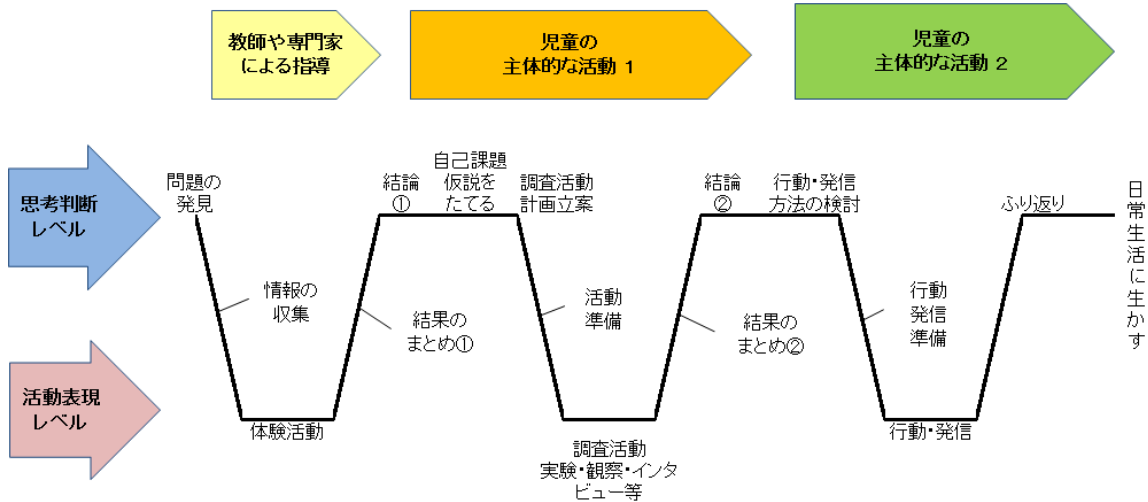 教師や専門家
による指導
児童の
主体的な活動 1
児童の
主体的な活動 2
思考判断
レベル
問題の
発見
結論
①
自己課題
仮説を
たてる
調査活動
計画立案
結論
②
行動・発信
方法の検討
ふり返り
日常生活に生かす
情報の
収集
結果の
まとめ①
活動
準備
結果の
まとめ②
行動
発信
準備
活動表現
レベル
体験活動
調査活動
実験・観察・インタ
ビュー等
行動・発信